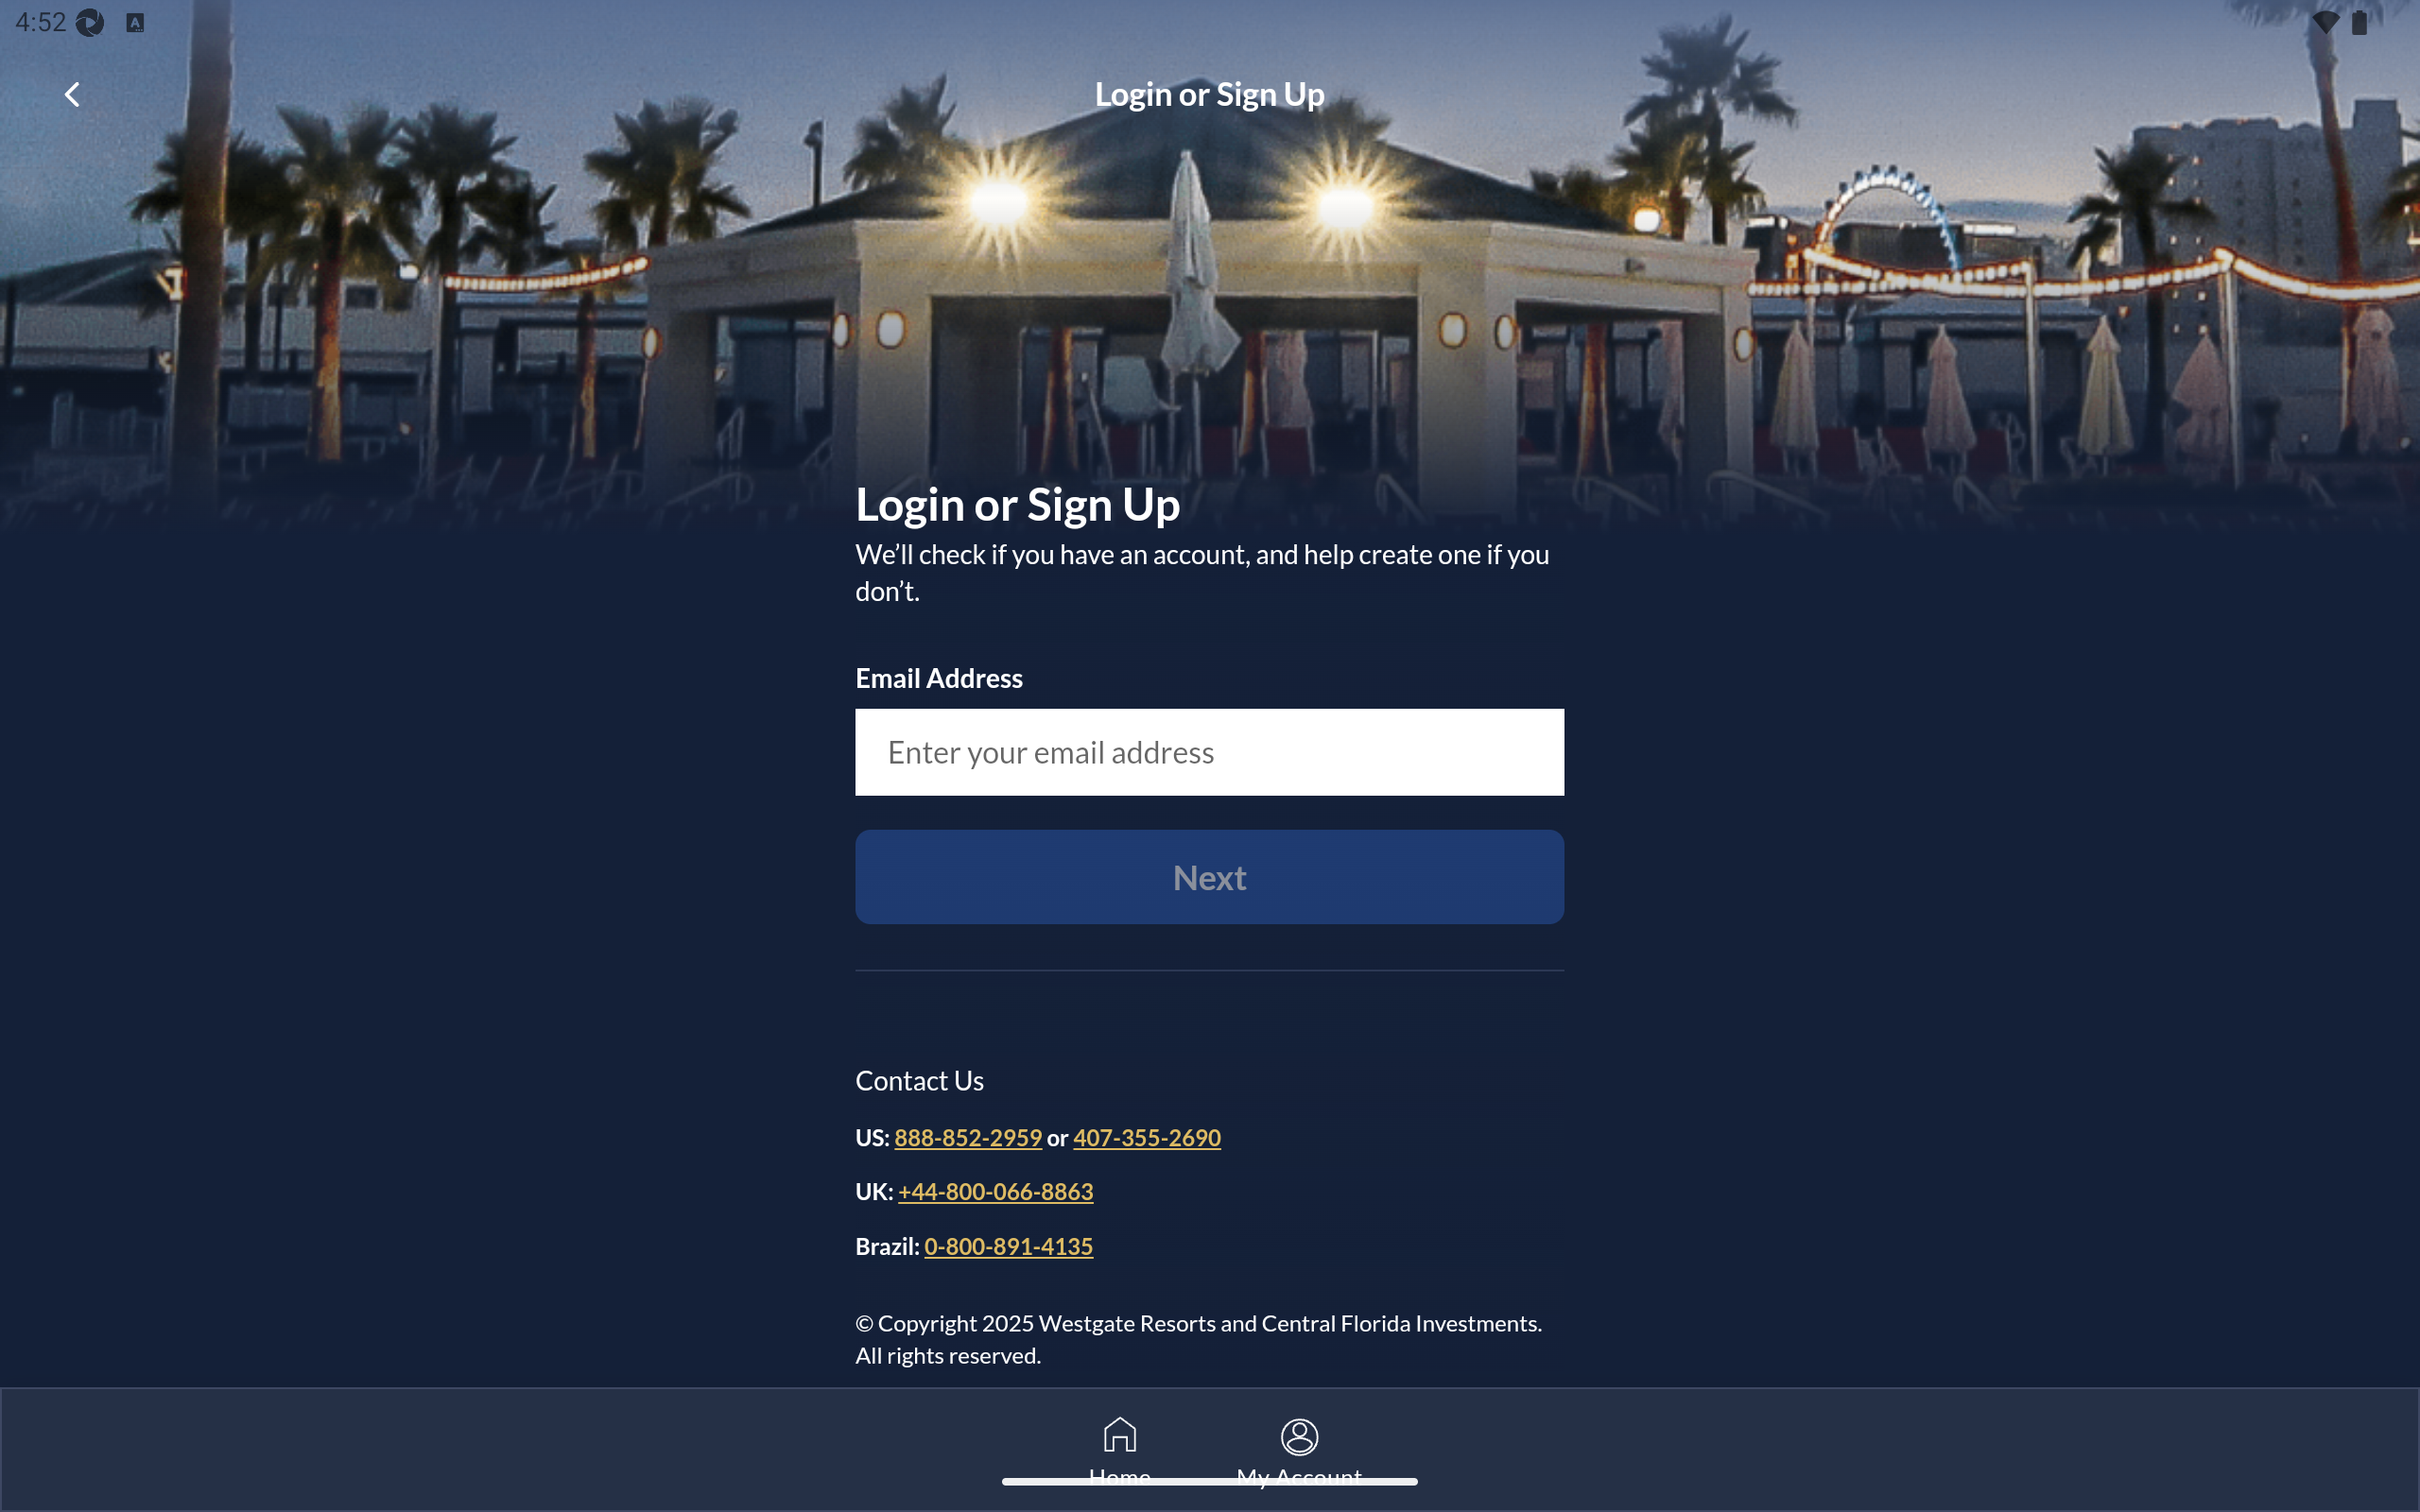 4:52
Login or Sign Up
Login or Sign Up
We’ll check if you have an account, and help create one if you
don’t.
Email Address
Enter your email address
Next
Contact Us
US: 888-852-2959 or 407-355-2690
UK: +44-800-066-8863
Brazil: 0-800-891-4135
© Copyright 2025 Westgate Resorts and Central Florida Investments.
All rights reserved.
Home My Account